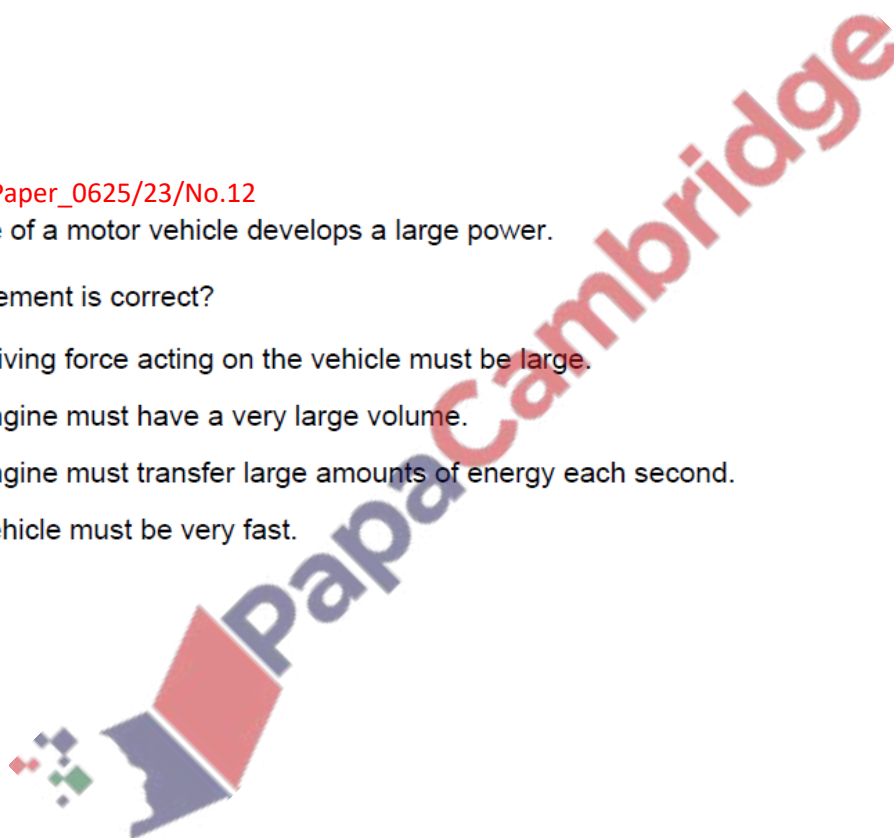 Paper_0625/23/No.12
e of a motor vehicle develops a large power.
ement is correct?
iving force acting on the vehicle must be large.
ngine must have a very large volume.
ngine must transfer large amounts of energy each second.
ehicle must be very fast.
PapaCambridge